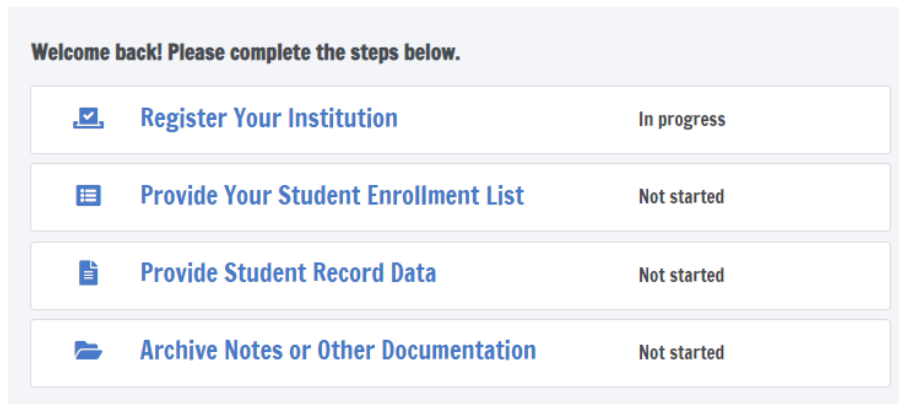 Welcome back! Please complete the steps below.
Register Your Institution In progress
Provide Your Student Enrollment List Not started
Provide Student Record Data Not started
Archive Notes or Other Documentation Not started